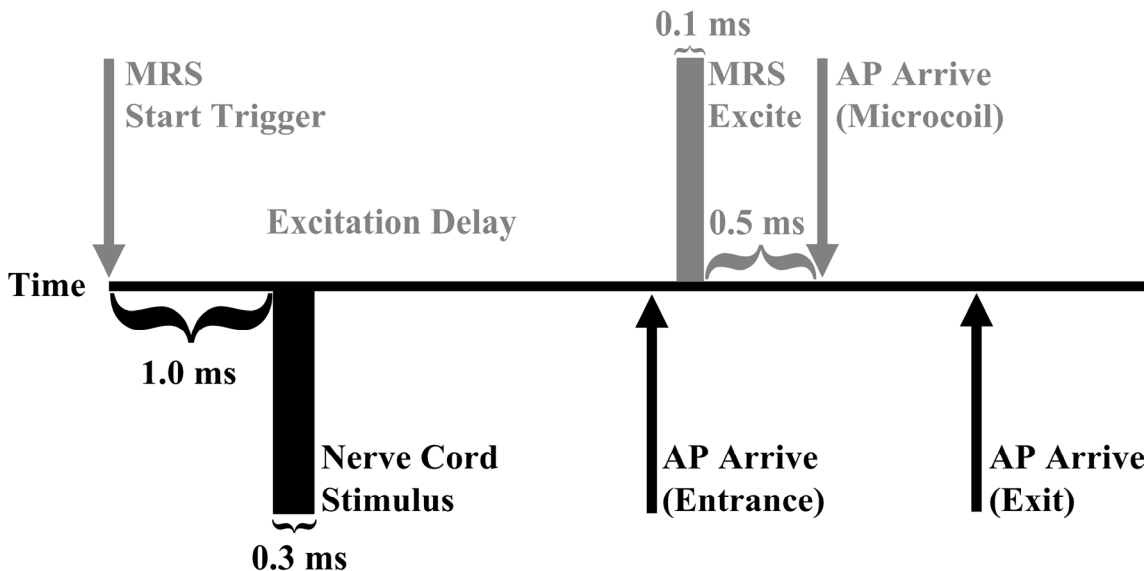 0.1 ms
MRS
Start Trigger
MRS
Excite
AP Arrive
(Microcoil)
Excitation Delay
0.5 ms
Time
1.0 ms
Nerve Cord
Stimulus
AP Arrive
(Entrance)
AP Arrive
(Exit)
0.3 ms